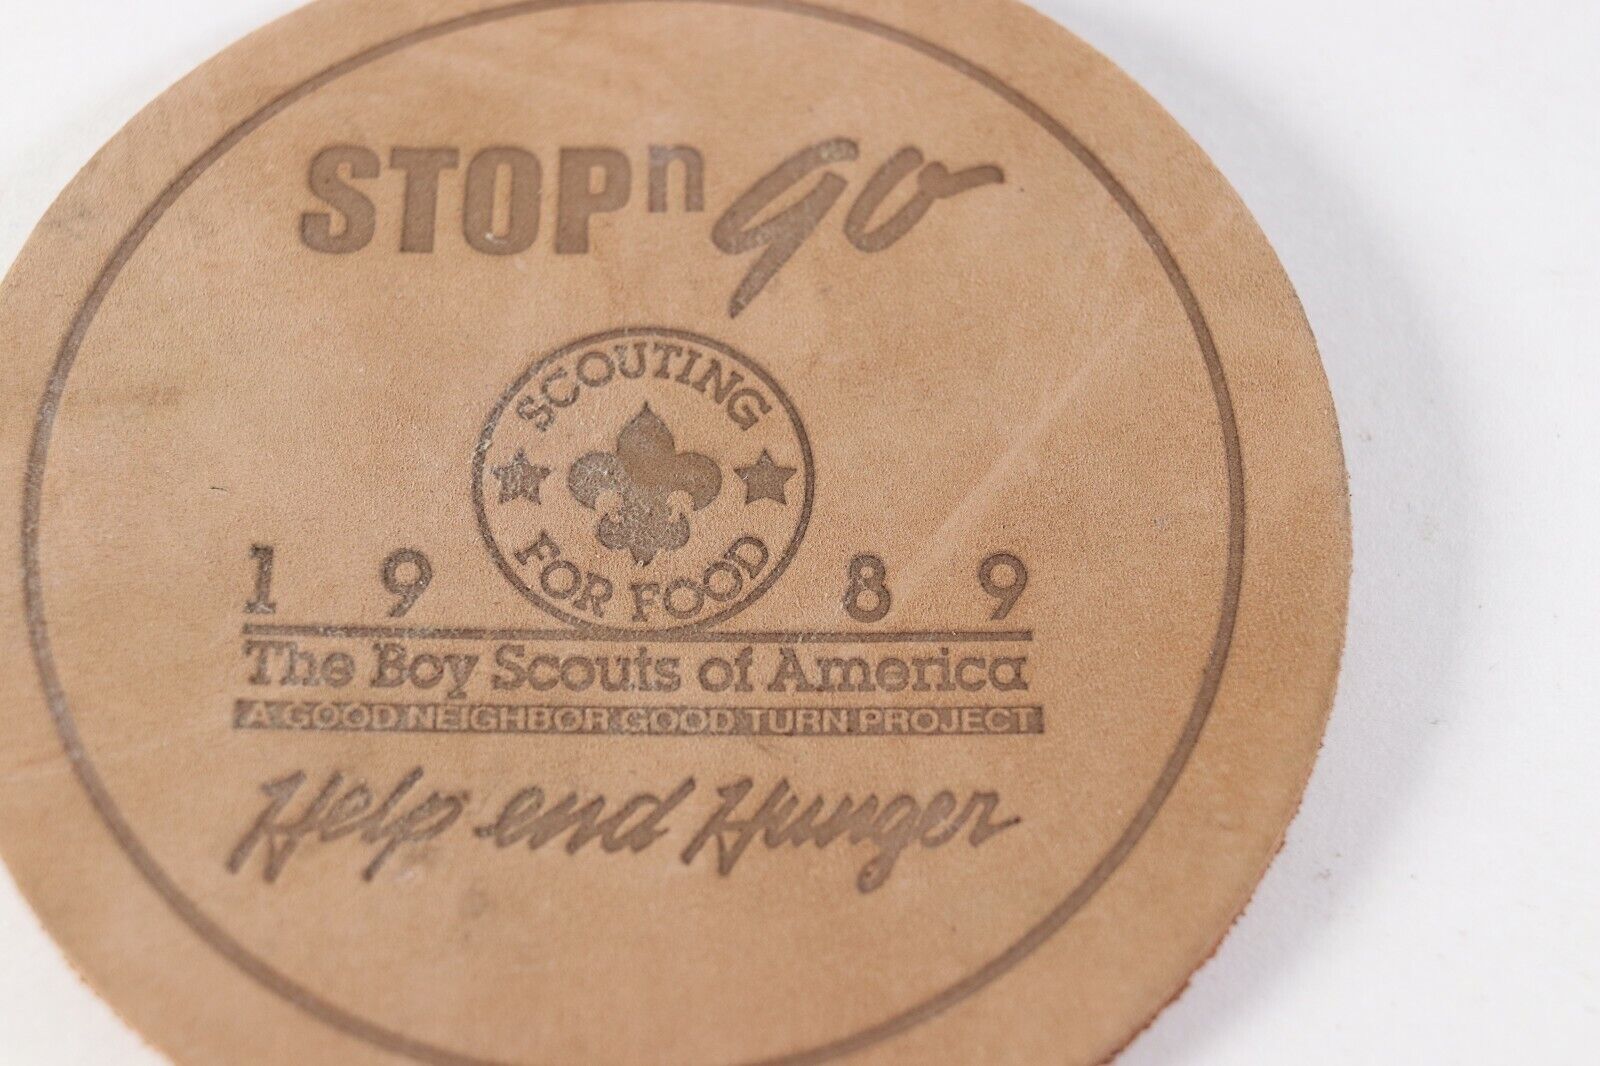 STOP n go
SCOUTING
FOR FOOD
1 9 8 9
The Boy Scouts of America
A GOOD NEIGHBOR GOOD TURN PROJECT
Help end Hunger